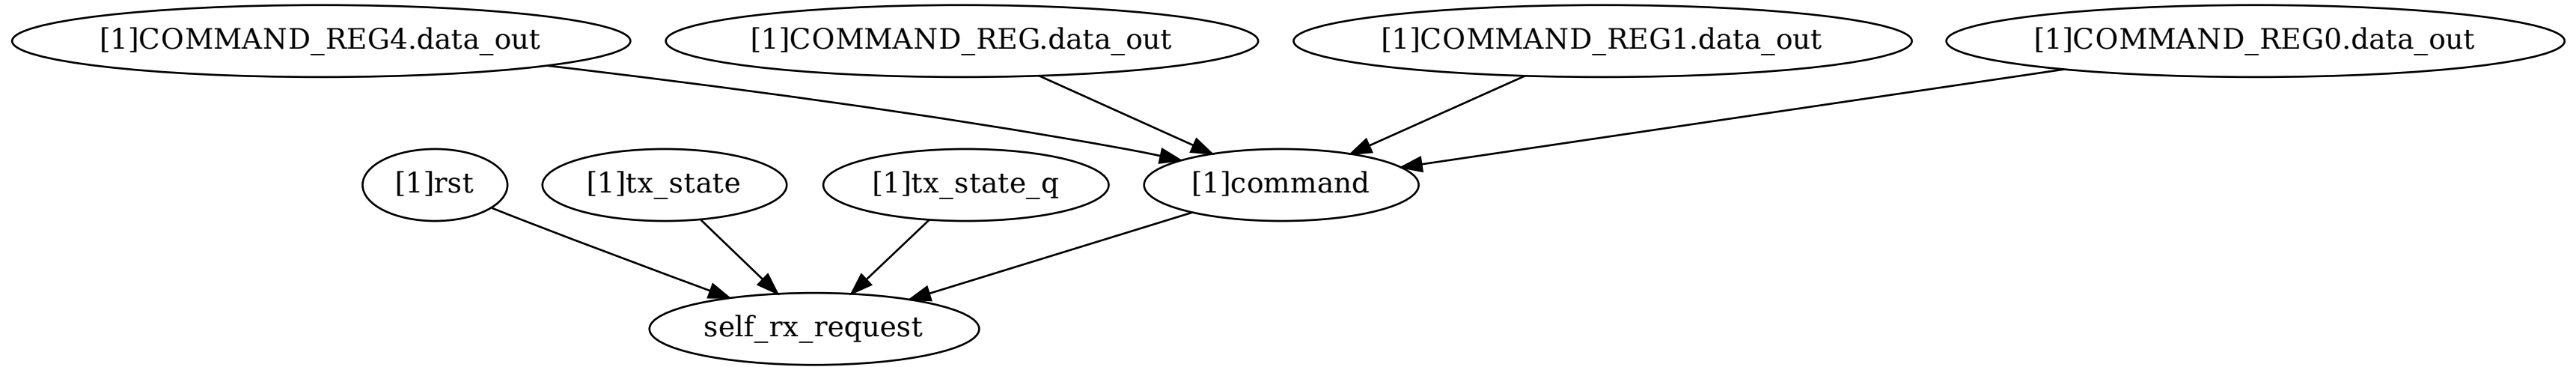 [1]COMMAND_REG4.data_out
[1]COMMAND_REG.data_out
[1]COMMAND_REG1.data_out
[1]COMMAND_REG0.data_out
[1]rst
[1]tx_state
[1]tx_state_q
[1]command
self_rx_request